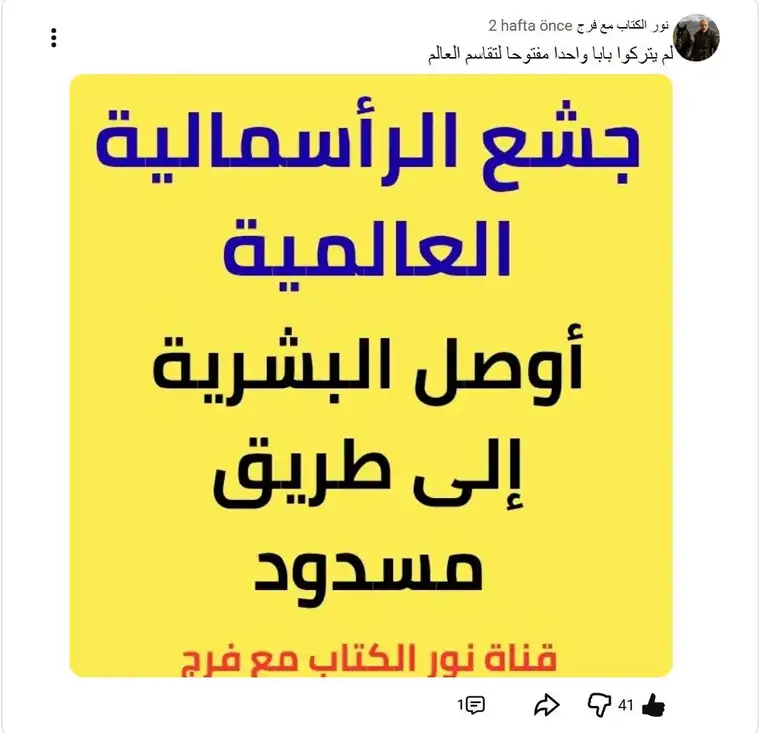 نور الكتاب مع فرج 2 hafta önce
لم يتركوا بابا واحدا مفتوحا لتقاسم العالم
جشع الرأسمالية
العالمية
أوصل البشرية
إلى طريق
مسدود
قناة نور الكتاب مع فرج
41
1